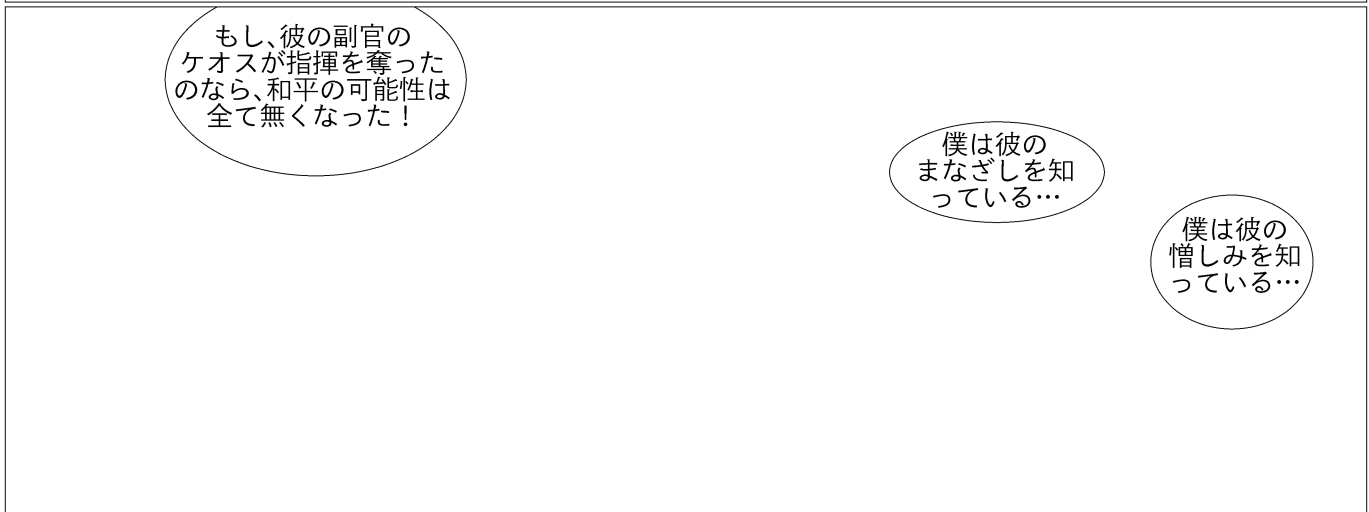 もし、彼の副官の
ケオスが指揮を奪った
のなら、和平の可能性は
全て無くなった！
僕は彼の
まなざしを知
っている…
僕は彼の
憎しみを知
っている…